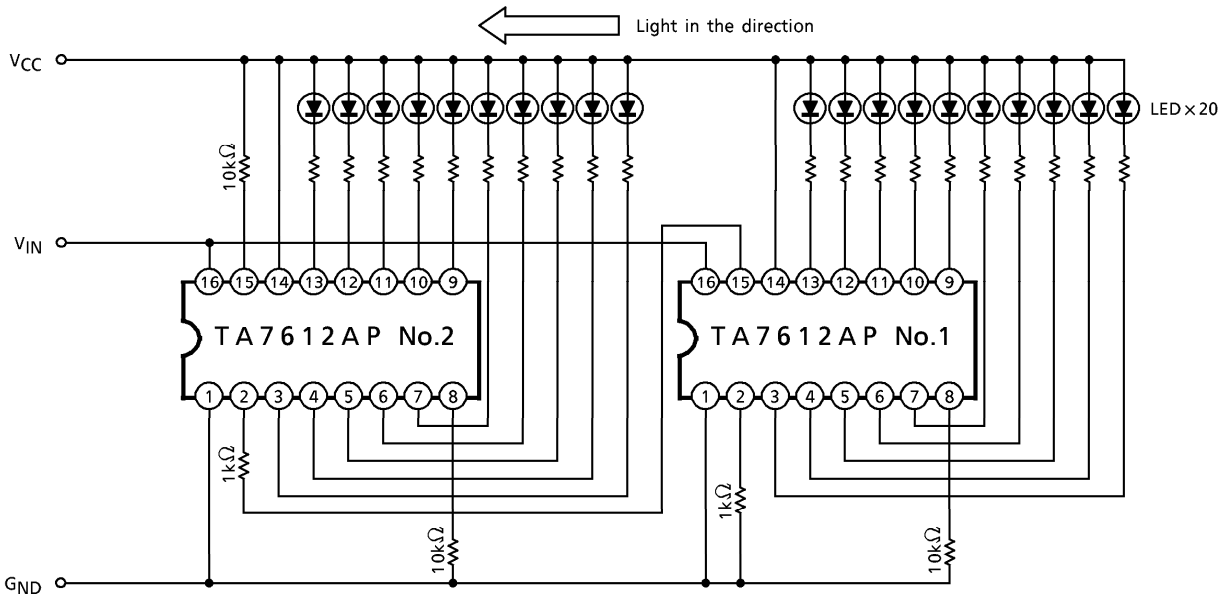 Light in the direction
VCC
LED×20
10kΩ
VIN
16 15 14 13 12 11 10 9
16 15 14 13 12 11 10 9
TA7612AP No.2
TA7612AP No.1
1 2 3 4 5 6 7 8
1 2 3 4 5 6 7 8
1kΩ
1kΩ
10kΩ
10kΩ
GND